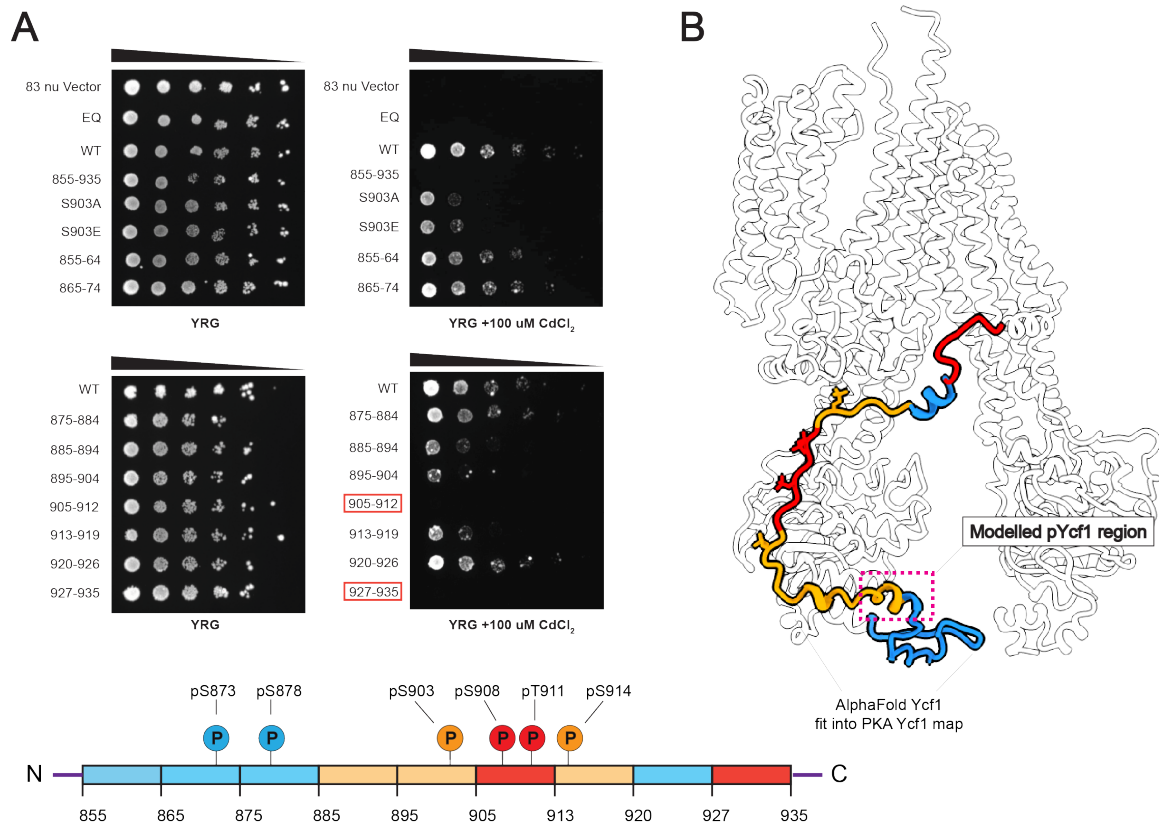 A
B
83 nu Vector
EQ
WT
855-935
S903A
S903E
855-64
865-74
YRG
83 nu Vector
EQ
WT
855-935
S903A
S903E
855-64
865-74
YRG +100 uM CdCl2
WT
875-884
885-894
895-904
905-912
913-919
920-926
927-935
YRG
WT
875-884
885-894
895-904
905-912
913-919
920-926
927-935
YRG +100 uM CdCl2
Modelled pYcf1 region
AlphaFold Ycf1
fit into PKA Ycf1 map
pS873 pS878 pS903 pS908 pT911 pS914
P P P P P P
N C
855 865 875 885 895 905 913 920 927 935